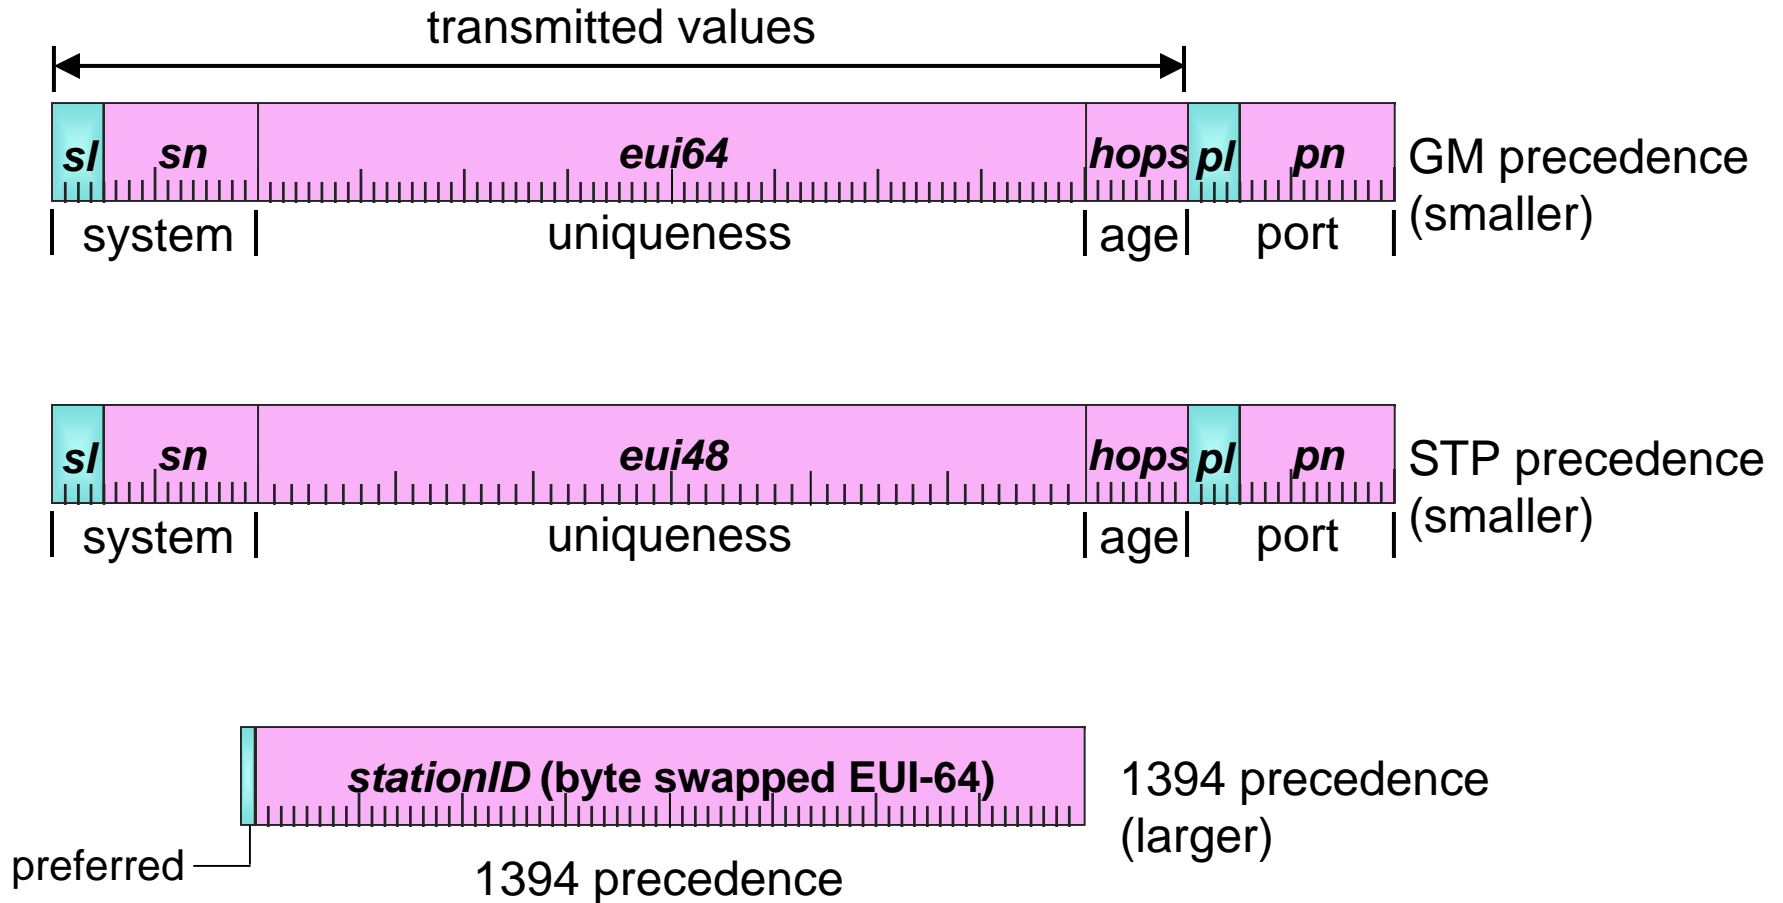 transmitted values
sl sn eui64 hops pl pn
GM precedence
(smaller)
system uniqueness age port
sl sn eui48 hops pl pn
STP precedence
(smaller)
system uniqueness age port
stationID (byte swapped EUI-64)
1394 precedence
(larger)
preferred
1394 precedence